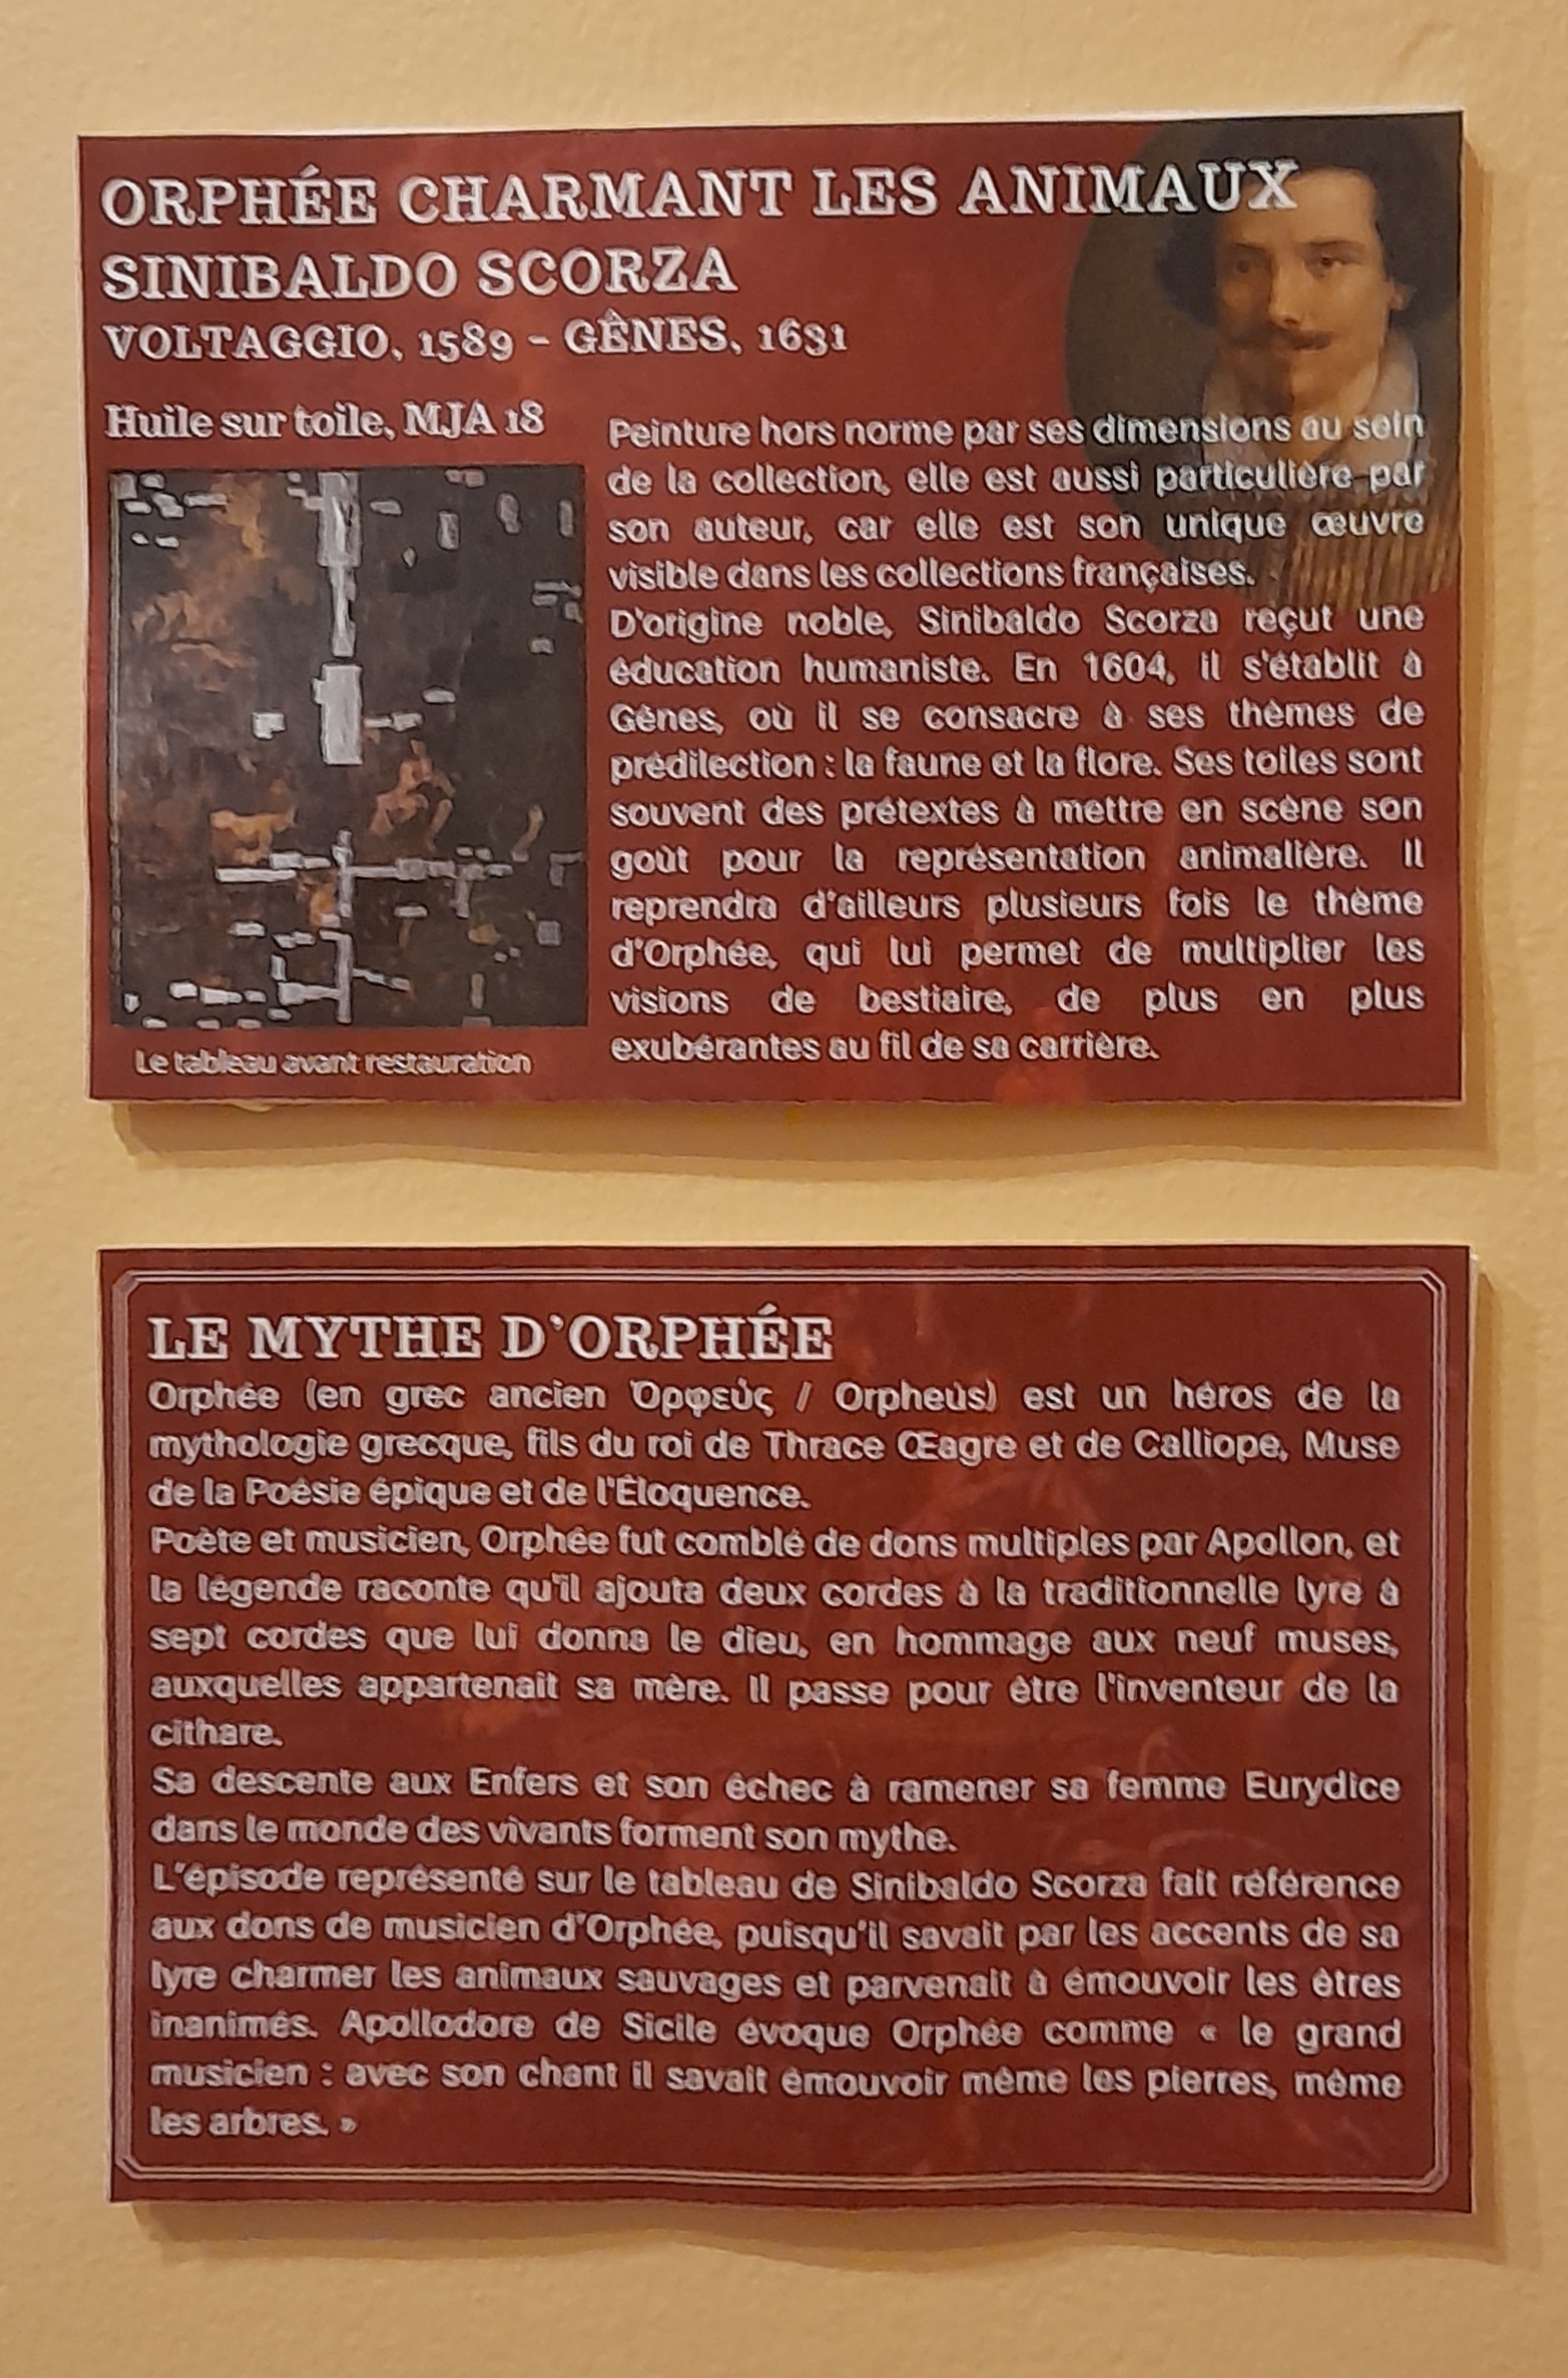 ORPHÉE CHARMANT LES ANIMAUX
SINIBALDO SCORZA
VOLTAGGIO, 1589 - GÊNES, 1631
Huile sur toile, MJA 18
Le tableau avant restauration
Peinture hors norme par ses dimensions au sein
de la collection, elle est aussi particulière par
son auteur, car elle est son unique œuvre
visible dans les collections françaises.
D'origine noble, Sinibaldo Scorza reçut une
éducation humaniste. En 1604, il s'établit à
Gênes, où il se consacre à ses thèmes de
prédilection : la faune et la flore. Ses toiles sont
souvent des prétextes à mettre en scène son
goût pour la représentation animalière. Il
reprendra d'ailleurs plusieurs fois le thème
d'Orphée, qui lui permet de multiplier les
visions de bestiaire, de plus en plus
exubérantes au fil de sa carrière.
LE MYTHE D'ORPHÉE
Orphée (en grec ancien Ὀρφεύς / Orpheús) est un héros de la
mythologie grecque, fils du roi de Thrace Œagre et de Calliope, Muse
de la Poésie épique et de l'Éloquence.
Poète et musicien, Orphée fut comblé de dons multiples par Apollon, et
la légende raconte qu'il ajouta deux cordes à la traditionnelle lyre à
sept cordes que lui donna le dieu, en hommage aux neuf muses,
auxquelles appartenait sa mère. Il passe pour être l'inventeur de la
cithare.
Sa descente aux Enfers et son échec à ramener sa femme Eurydice
dans le monde des vivants forment son mythe.
L'épisode représenté sur le tableau de Sinibaldo Scorza fait référence
aux dons de musicien d'Orphée, puisqu'il savait par les accents de sa
lyre charmer les animaux sauvages et parvenait à émouvoir les êtres
inanimés. Apollodore de Sicile évoque Orphée comme « le grand
musicien : avec son chant il savait émouvoir même les pierres, même
les arbres. »